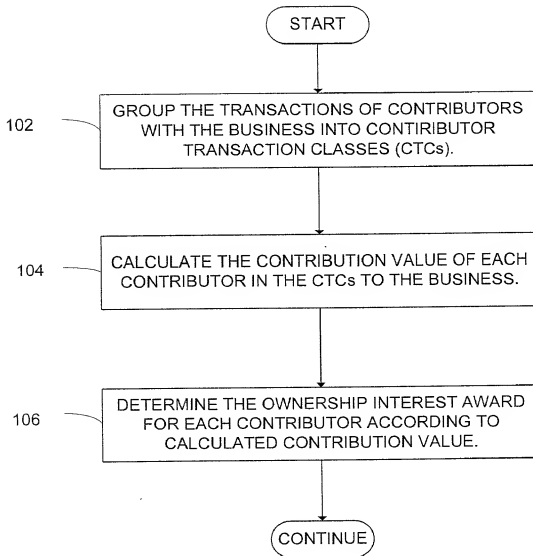 START
102
GROUP THE TRANSACTIONS OF CONTRIBUTORS
WITH THE BUSINESS INTO CONTIRIBUTOR
TRANSACTION CLASSES (CTCs).
104
CALCULATE THE CONTRIBUTION VALUE OF EACH
CONTRIBUTOR IN THE CTCs TO THE BUSINESS.
106
DETERMINE THE OWNERSHIP INTEREST AWARD
FOR EACH CONTRIBUTOR ACCORDING TO
CALCULATED CONTRIBUTION VALUE.
CONTINUE